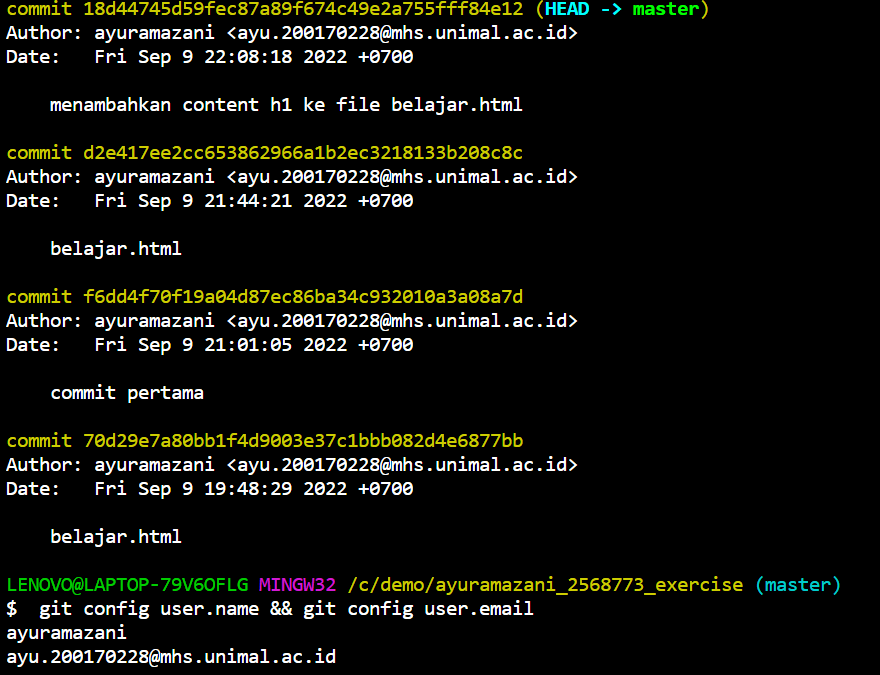 commit 18d44745d59fec87a89f674c49e2a755fff84e12 (HEAD -> master)
Author: ayuramazani <ayu.200170228@mhs.unimal.ac.id>
Date:   Fri Sep 9 22:08:18 2022 +0700
    menambahkan content h1 ke file belajar.html
commit d2e417ee2cc653862966a1b2ec3218133b208c8c
Author: ayuramazani <ayu.200170228@mhs.unimal.ac.id>
Date:   Fri Sep 9 21:44:21 2022 +0700
    belajar.html
commit f6dd4f70f19a04d87ec86ba34c932010a3a08a7d
Author: ayuramazani <ayu.200170228@mhs.unimal.ac.id>
Date:   Fri Sep 9 21:01:05 2022 +0700
    commit pertama
commit 70d29e7a80bb1f4d9003e37c1bbb082d4e6877bb
Author: ayuramazani <ayu.200170228@mhs.unimal.ac.id>
Date:   Fri Sep 9 19:48:29 2022 +0700
    belajar.html
LENOVO@LAPTOP-79V6OFLG MINGW32 /c/demo/ayuramazani_2568773_exercise (master)
$  git config user.name && git config user.email
ayuramazani
ayu.200170228@mhs.unimal.ac.id